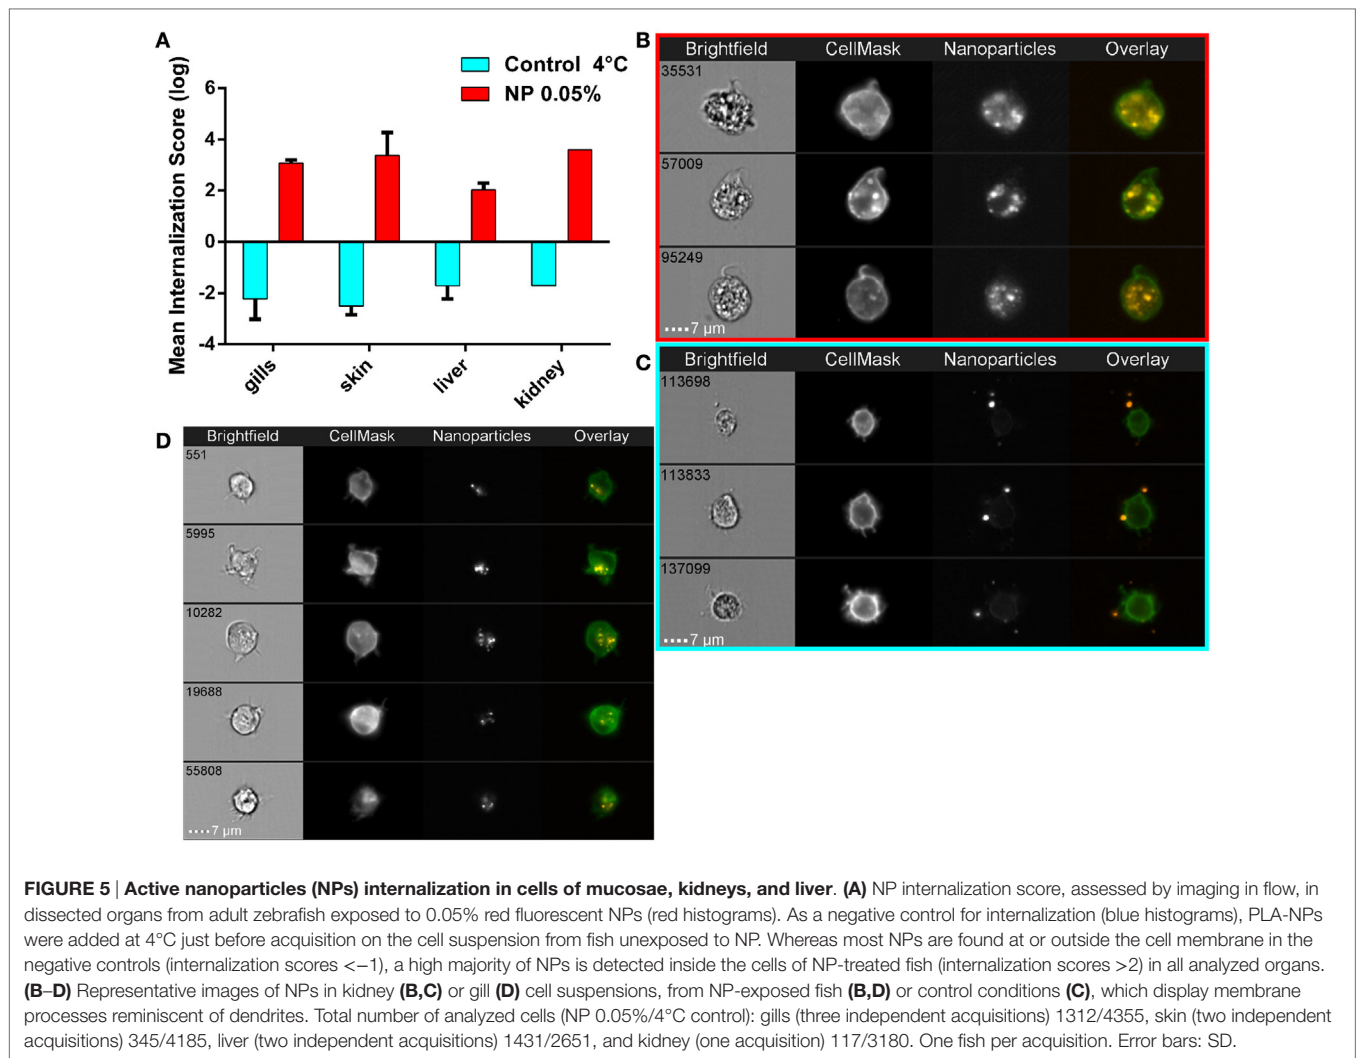 A
Control 4°C
NP 0.05%
Mean Internalization Score (log)
6
4
2
0
-2
-4
gills
skin
liver
kidney
B
Brightfield CellMask Nanoparticles Overlay
35531
57009
95249
7 μm
C
Brightfield CellMask Nanoparticles Overlay
113698
113833
137099
7 μm
D
Brightfield CellMask Nanoparticles Overlay
551
5995
10282
19688
55808
7 μm
FIGURE 5 | Active nanoparticles (NPs) internalization in cells of mucosae, kidneys, and liver. (A) NP internalization score, assessed by imaging in flow, in
dissected organs from adult zebrafish exposed to 0.05% red fluorescent NPs (red histograms). As a negative control for internalization (blue histograms), PLA-NPs
were added at 4°C just before acquisition on the cell suspension from fish unexposed to NP. Whereas most NPs are found at or outside the cell membrane in the
negative controls (internalization scores <−1), a high majority of NPs is detected inside the cells of NP-treated fish (internalization scores >2) in all analyzed organs.
(B–D) Representative images of NPs in kidney (B,C) or gill (D) cell suspensions, from NP-exposed fish (B,D) or control conditions (C), which display membrane
processes reminiscent of dendrites. Total number of analyzed cells (NP 0.05%/4°C control): gills (three independent acquisitions) 1312/4355, skin (two independent
acquisitions) 345/4185, liver (two independent acquisitions) 1431/2651, and kidney (one acquisition) 117/3180. One fish per acquisition. Error bars: SD.